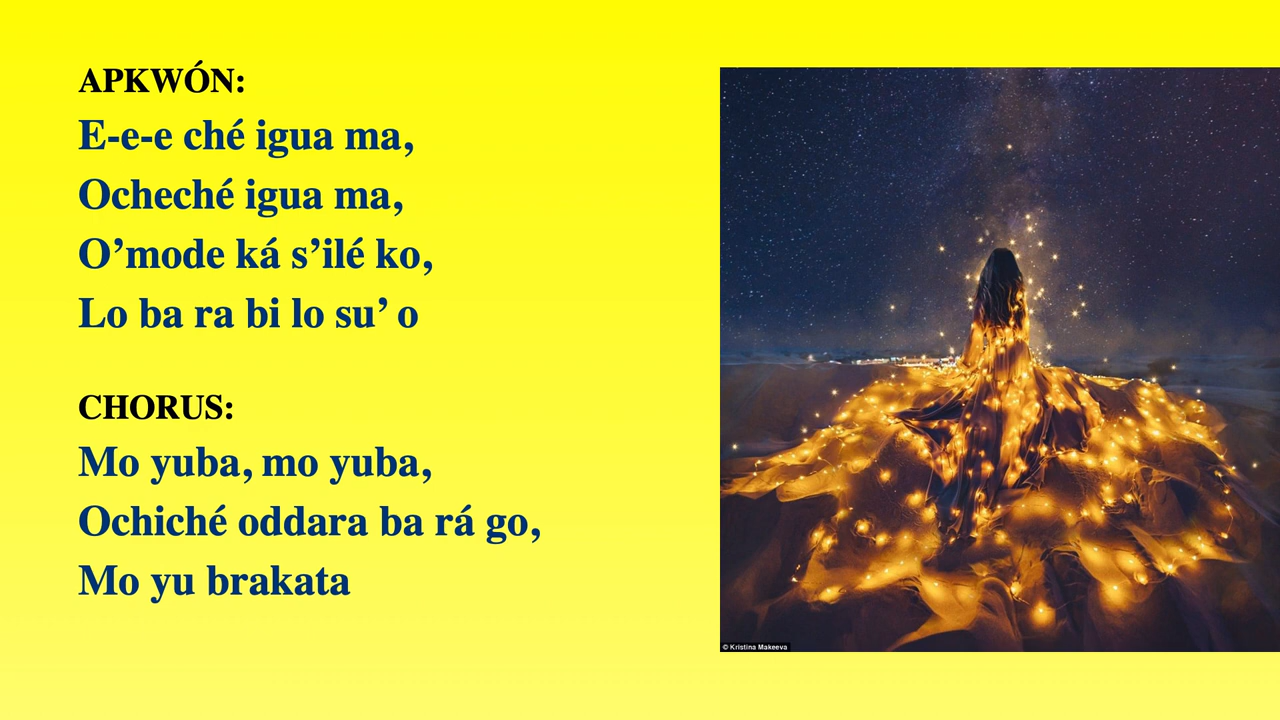 APKWÓN:
E-e-e ché igua ma,
Ocheché igua ma,
O’mode ká s’ilé ko,
Lo ba ra bi lo su’ o
CHORUS:
Mo yuba, mo yuba,
Ochiché oddara ba rá go,
Mo yu brakata
© Kristina Makeeva